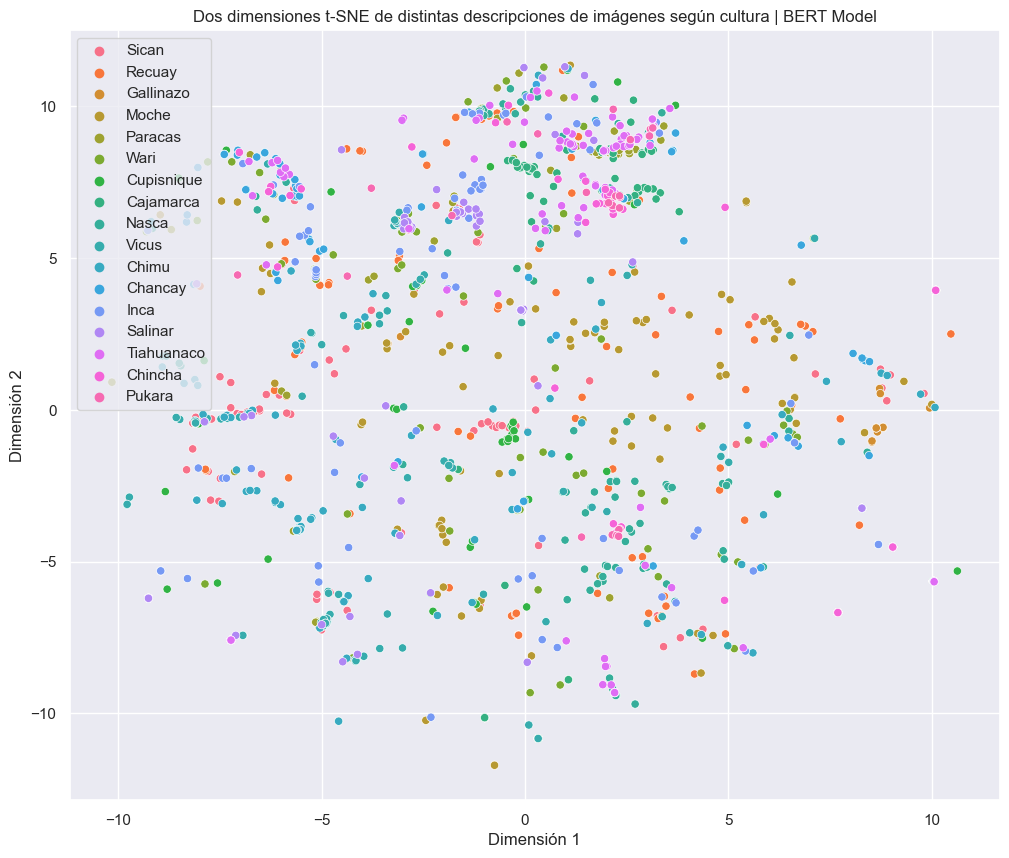 Dos dimensiones t-SNE de distintas descripciones de imágenes según cultura | BERT Model
Sican
Recuay
Gallinazo
Moche
Paracas
Wari
Cupisnique
Cajamarca
Nasca
Vicus
Chimu
Chancay
Inca
Salinar
Tiahuanaco
Chincha
Pukara
10
5
0
−5
−10
Dimensión 2
−10
−5
0
5
10
Dimensión 1